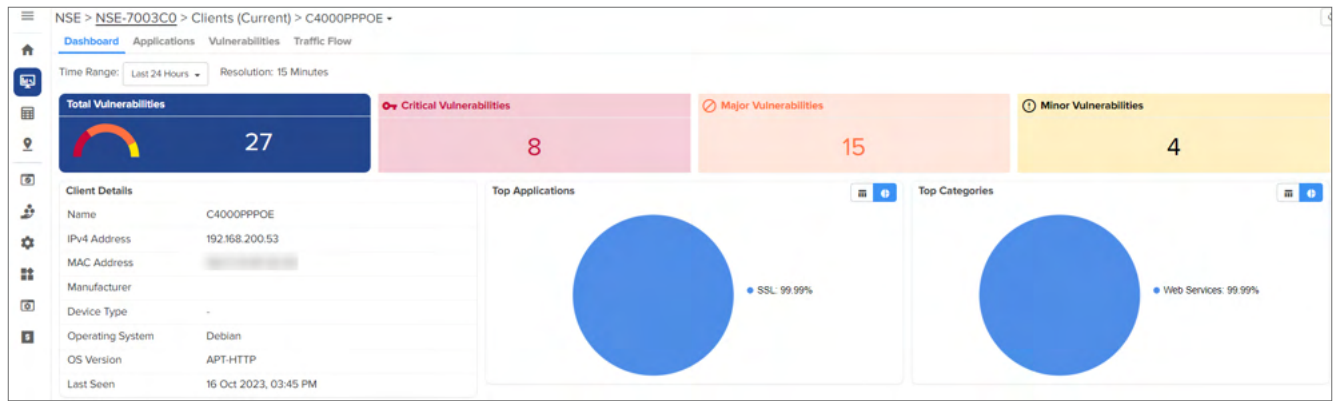 NSE > NSE-7003C0 > Clients (Current) > C4000PPPOE
Dashboard Applications Vulnerabilities Traffic Flow
Time Range: Last 24 Hours Resolution: 15 Minutes
Total Vulnerabilities
27
Critical Vulnerabilities
8
Major Vulnerabilities
15
Minor Vulnerabilities
4
Client Details
Name C4000PPPOE
IPv4 Address 192.168.200.53
MAC Address
Manufacturer
Device Type -
Operating System Debian
OS Version APT-HTTP
Last Seen 16 Oct 2023, 03:45 PM
Top Applications
SSL: 99.99%
Top Categories
Web Services: 99.99%